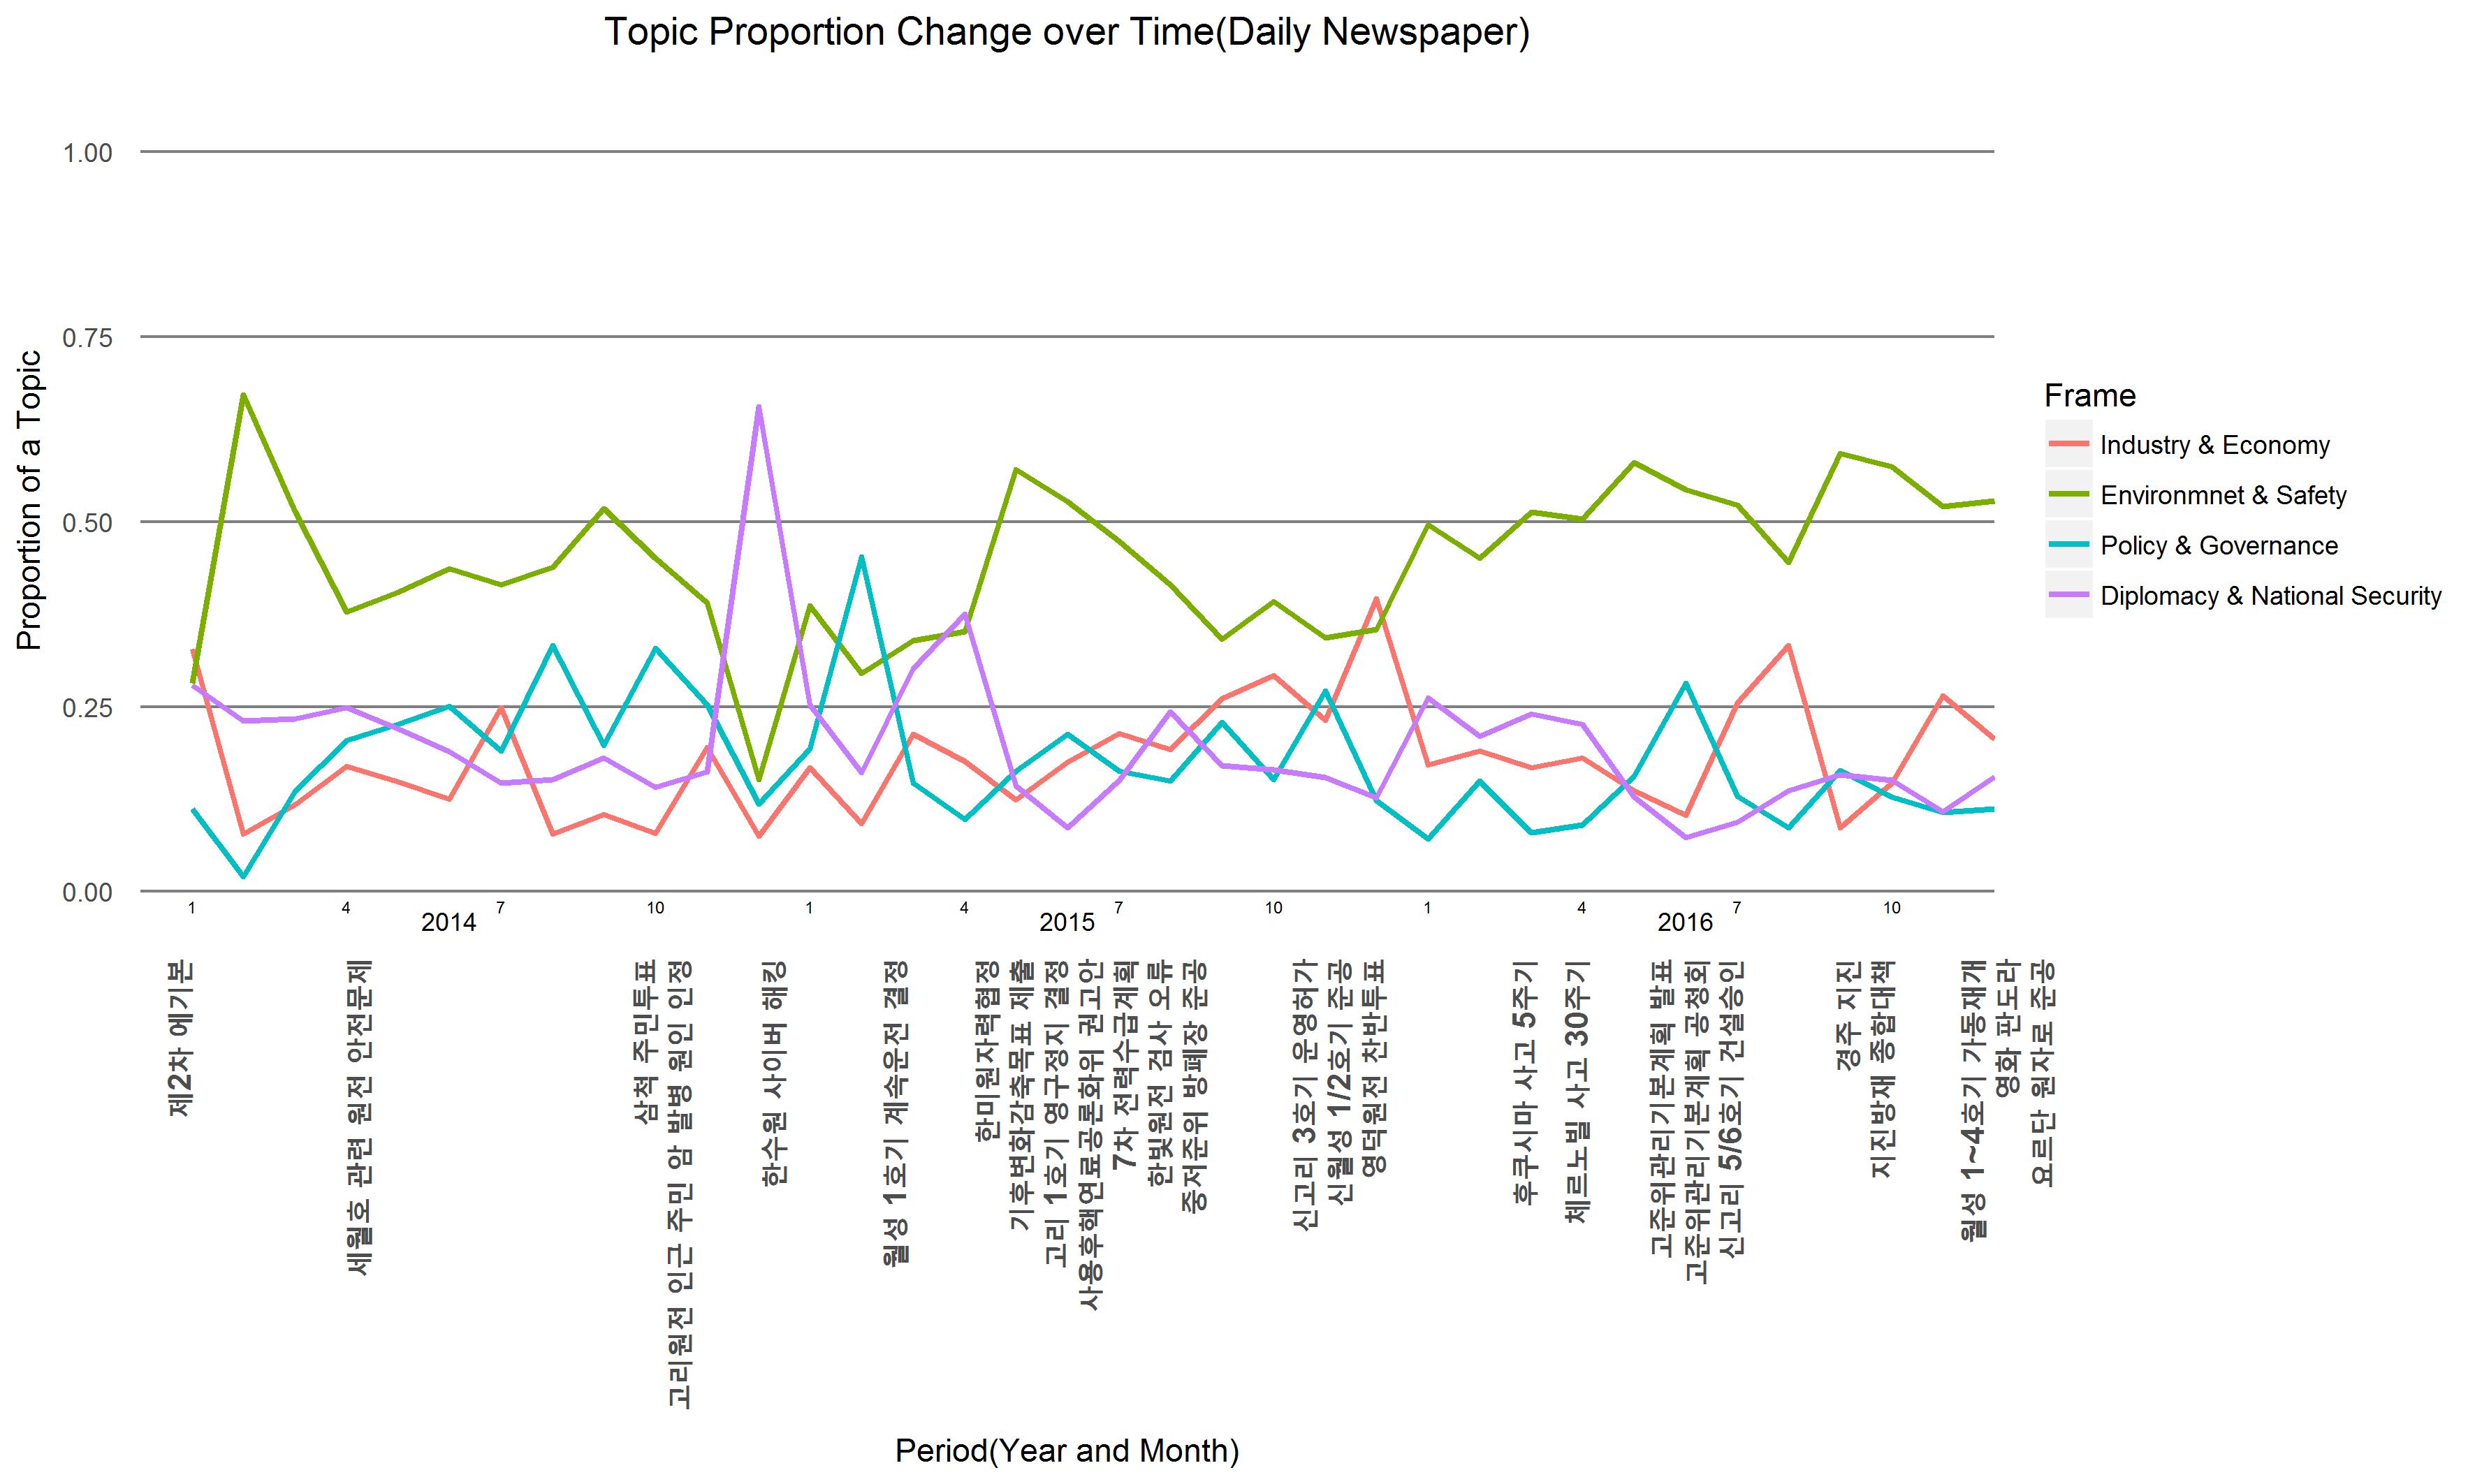 Topic Proportion Change over Time(Daily Newspaper)
Proportion of a Topic
1.00
0.75
0.50
0.25
0.00
1
4
7
10
1
4
7
10
1
4
7
10
2014
2015
2016
제2차 에기본
세월호 관련 원전 안전문제
삼척 주민투표
고리원전 인근 주민 암 발병 원인 인정
한수원 사이버 해킹
월성 1호기 계속운전 결정
한미원자력협정
기후변화감축목표 제출
고리 1호기 영구정지 결정
사용후핵연료공론화위 권고안
7차 전력수급계획
한빛원전 검사 오류
중저준위 방폐장 준공
신고리 3호기 운영허가
신월성 1/2호기 준공
영덕원전 찬반투표
후쿠시마 사고 5주기
체르노빌 사고 30주기
고준위관리기본계획 발표
고준위관리기본계획 공청회
신고리 5/6호기 건설승인
경주 지진
지진방재 종합대책
월성 1~4호기 가동재개
영화 판도라
요르단 원자로 준공
Period(Year and Month)
Frame
Industry & Economy
Environmnet & Safety
Policy & Governance
Diplomacy & National Security